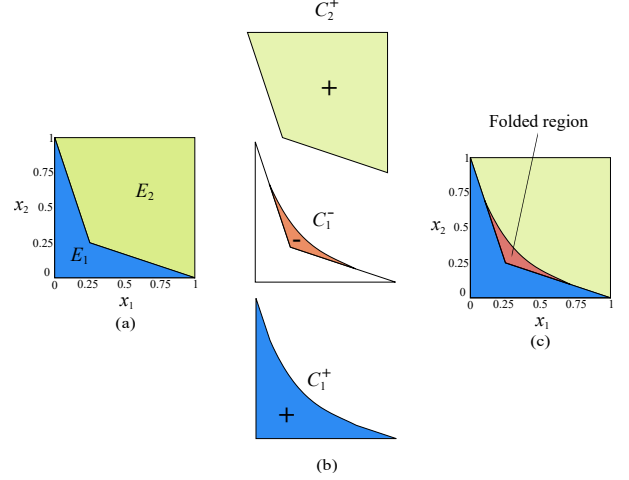 C₂⁺
+
Folded region
1
0.75
x₂ 0.5
0.25
0
E₂
E₁
0 0.25 0.5 0.75 1
x₁
(a)
C₁⁻
-
1
0.75
x₂ 0.5
0.25
0
0 0.25 0.5 0.75 1
x₁
(c)
C₁⁺
+
(b)